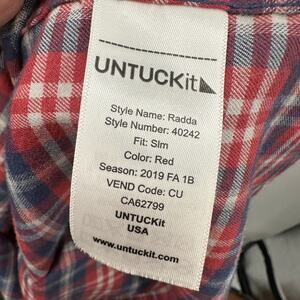 UNTUCKit
Style Name: Radda
Style Number: 40242
Fit: Slm
Color: Red
Season: 2019 FA 1B
VEND Code: CU
CA62799
UNTUCKit
USA
www.untuckit.com